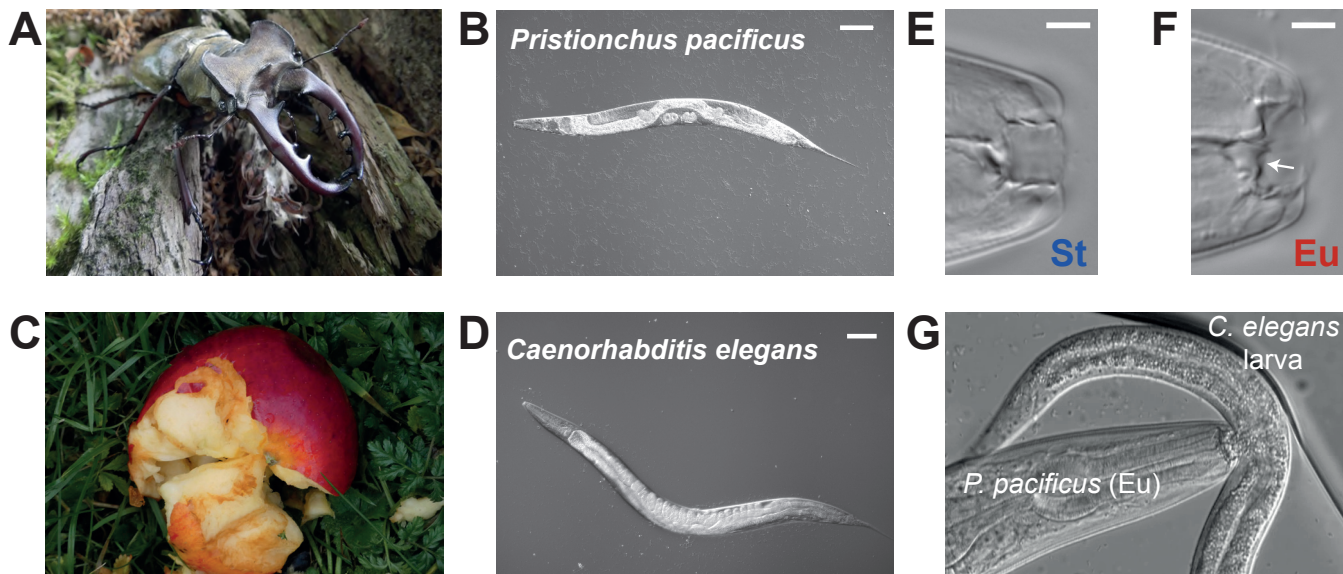 A
B
Pristionchus pacificus
E
St
F
Eu
C
D
Caenorhabditis elegans
G
C. elegans
larva
P. pacificus (Eu)